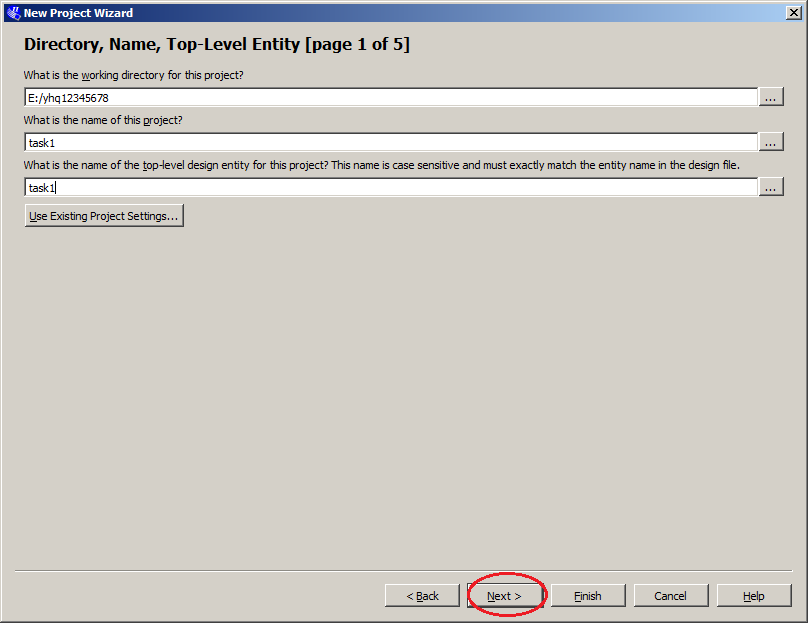 New Project Wizard
Directory, Name, Top-Level Entity [page 1 of 5]
What is the working directory for this project?
E:/yhq12345678
...
What is the name of this project?
task1
...
What is the name of the top-level design entity for this project? This name is case sensitive and must exactly match the entity name in the design file.
task1
...
Use Existing Project Settings...
< Back
Next >
Finish
Cancel
Help